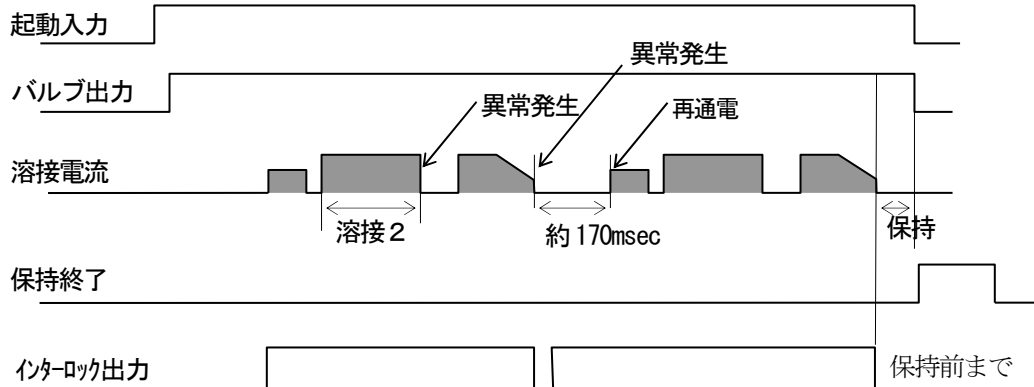 起動入力
異常発生
バルブ出力
異常発生
再通電
溶接電流
溶接２
約170msec
保持
保持終了
ｲﾝﾀｰﾛｯｸ出力
保持前まで